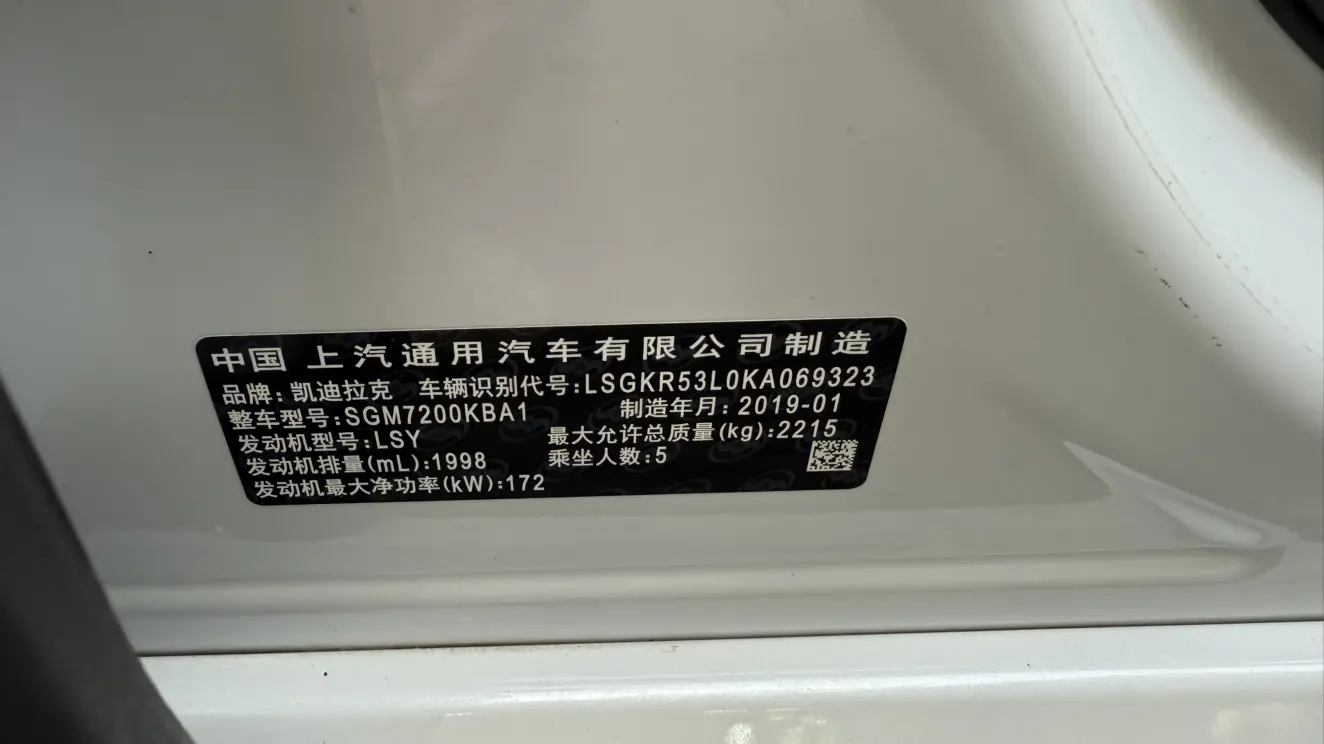 中国 上汽通用汽车有限公司制造
品牌:凯迪拉克 车辆识别代号:LSGKR53L0KA069323
整车型号:SGM7200KBA1 制造年月:2019-01
发动机型号:LSY 最大允许总质量(kg):2215
发动机排量(mL):1998 乘坐人数:5
发动机最大净功率(kW):172